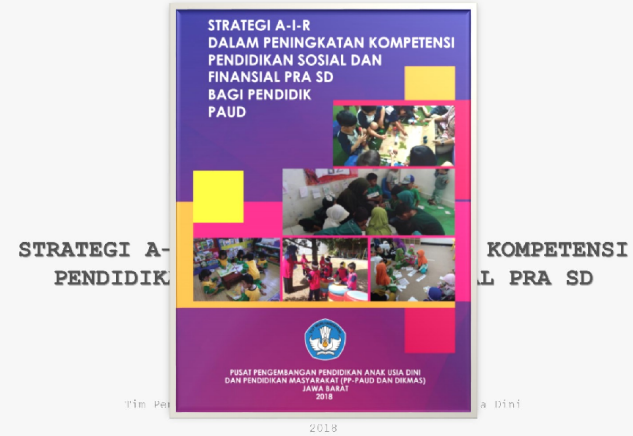 STRATEGI A-I-R
DALAM PENINGKATAN KOMPETENSI
PENDIDIKAN SOSIAL DAN
FINANSIAL PRA SD
BAGI PENDIDIK
PAUD
PUSAT PENGEMBANGAN PENDIDIKAN ANAK USIA DINI
DAN PENDIDIKAN MASYARAKAT (PP-PAUD DAN DIKMAS)
JAWA BARAT
2018
STRATEGI A- KOMPETENSI
PRA SD
Tim Dini
2018